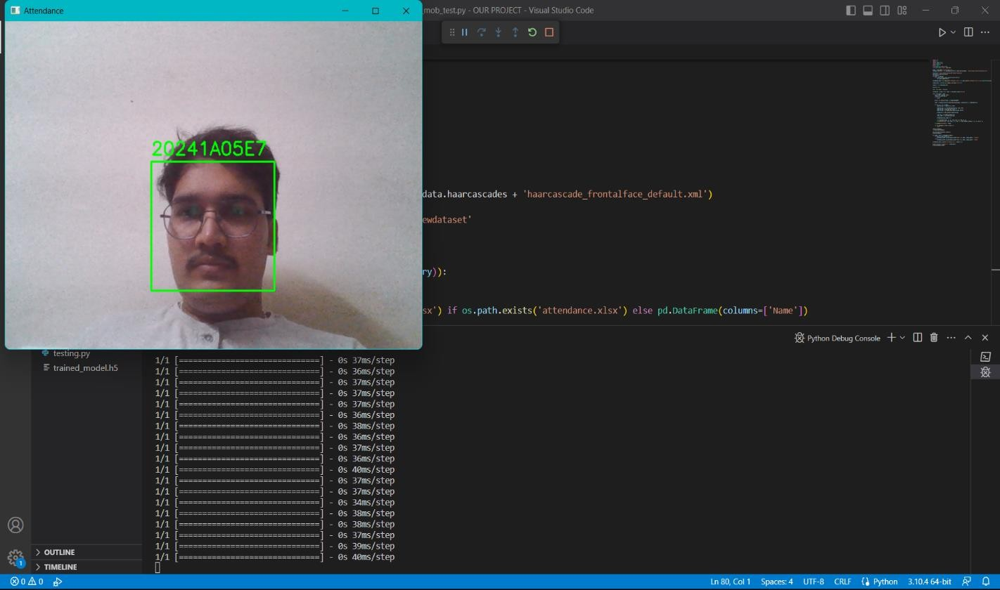 Attendance
_mob_test.py - OUR PROJECT - Visual Studio Code
20241A05E7
data.haarcascades + 'haarcascade_frontalface_default.xml')
ewdataset'
ry)):
sx') if os.path.exists('attendance.xlsx') else pd.DataFrame(columns=['Name'])
Python Debug Console
testing.py
trained_model.h5
1/1 [==============================] - 0s 37ms/step
1/1 [==============================] - 0s 36ms/step
1/1 [==============================] - 0s 37ms/step
1/1 [==============================] - 0s 37ms/step
1/1 [==============================] - 0s 37ms/step
1/1 [==============================] - 0s 36ms/step
1/1 [==============================] - 0s 38ms/step
1/1 [==============================] - 0s 36ms/step
1/1 [==============================] - 0s 37ms/step
1/1 [==============================] - 0s 36ms/step
1/1 [==============================] - 0s 40ms/step
1/1 [==============================] - 0s 37ms/step
1/1 [==============================] - 0s 37ms/step
1/1 [==============================] - 0s 34ms/step
1/1 [==============================] - 0s 38ms/step
1/1 [==============================] - 0s 38ms/step
1/1 [==============================] - 0s 37ms/step
1/1 [==============================] - 0s 39ms/step
1/1 [==============================] - 0s 40ms/step
OUTLINE
1
TIMELINE
0 0 Ln 80, Col 1 Spaces: 4 UTF-8 CRLF Python 3.10.4 64-bit